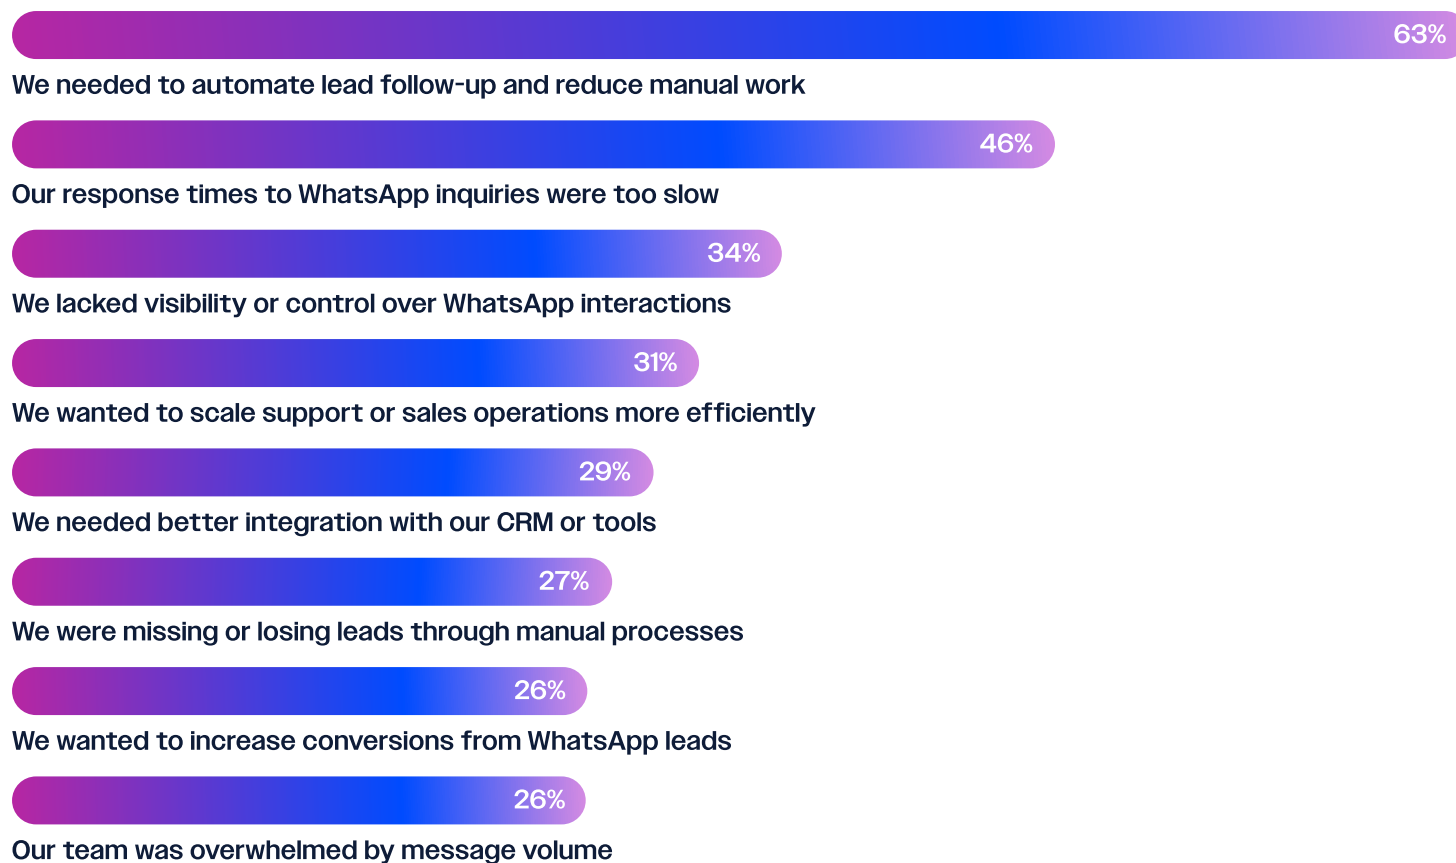 63%
We needed to automate lead follow-up and reduce manual work
46%
Our response times to WhatsApp inquiries were too slow
34%
We lacked visibility or control over WhatsApp interactions
31%
We wanted to scale support or sales operations more efficiently
29%
We needed better integration with our CRM or tools
27%
We were missing or losing leads through manual processes
26%
We wanted to increase conversions from WhatsApp leads
26%
Our team was overwhelmed by message volume